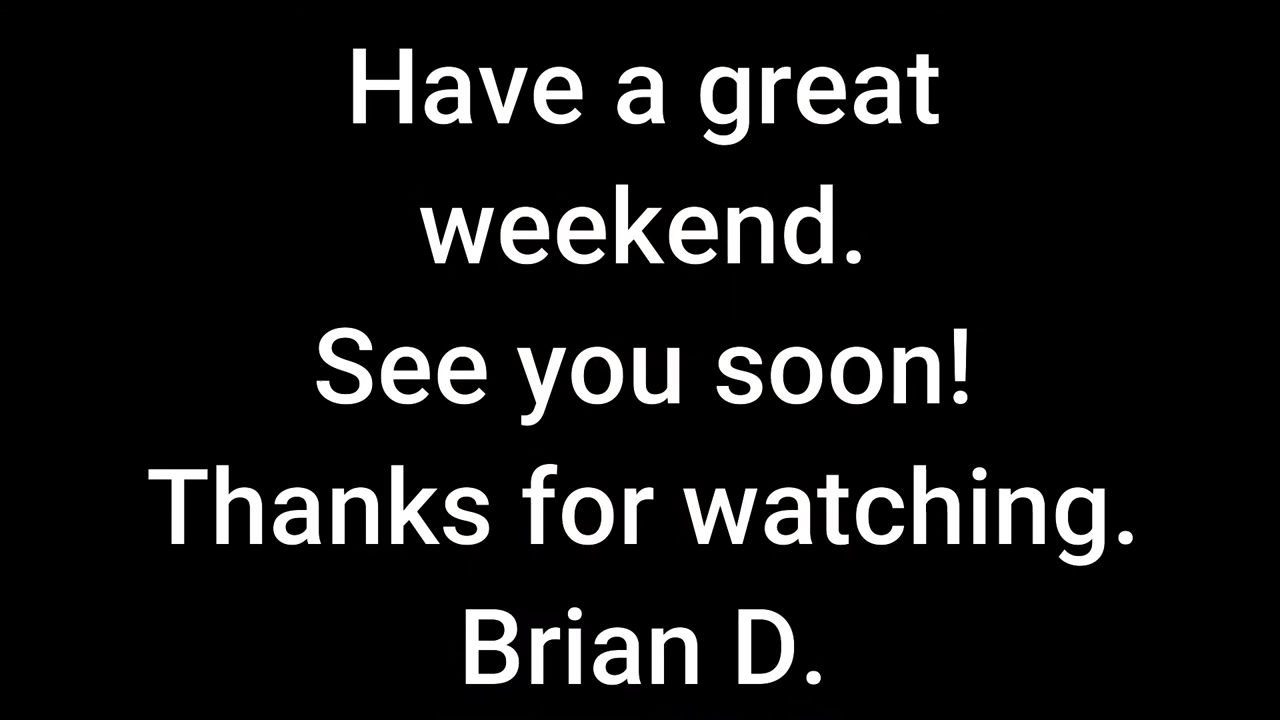 Have a great
weekend.
See you soon!
Thanks for watching.
Brian D.